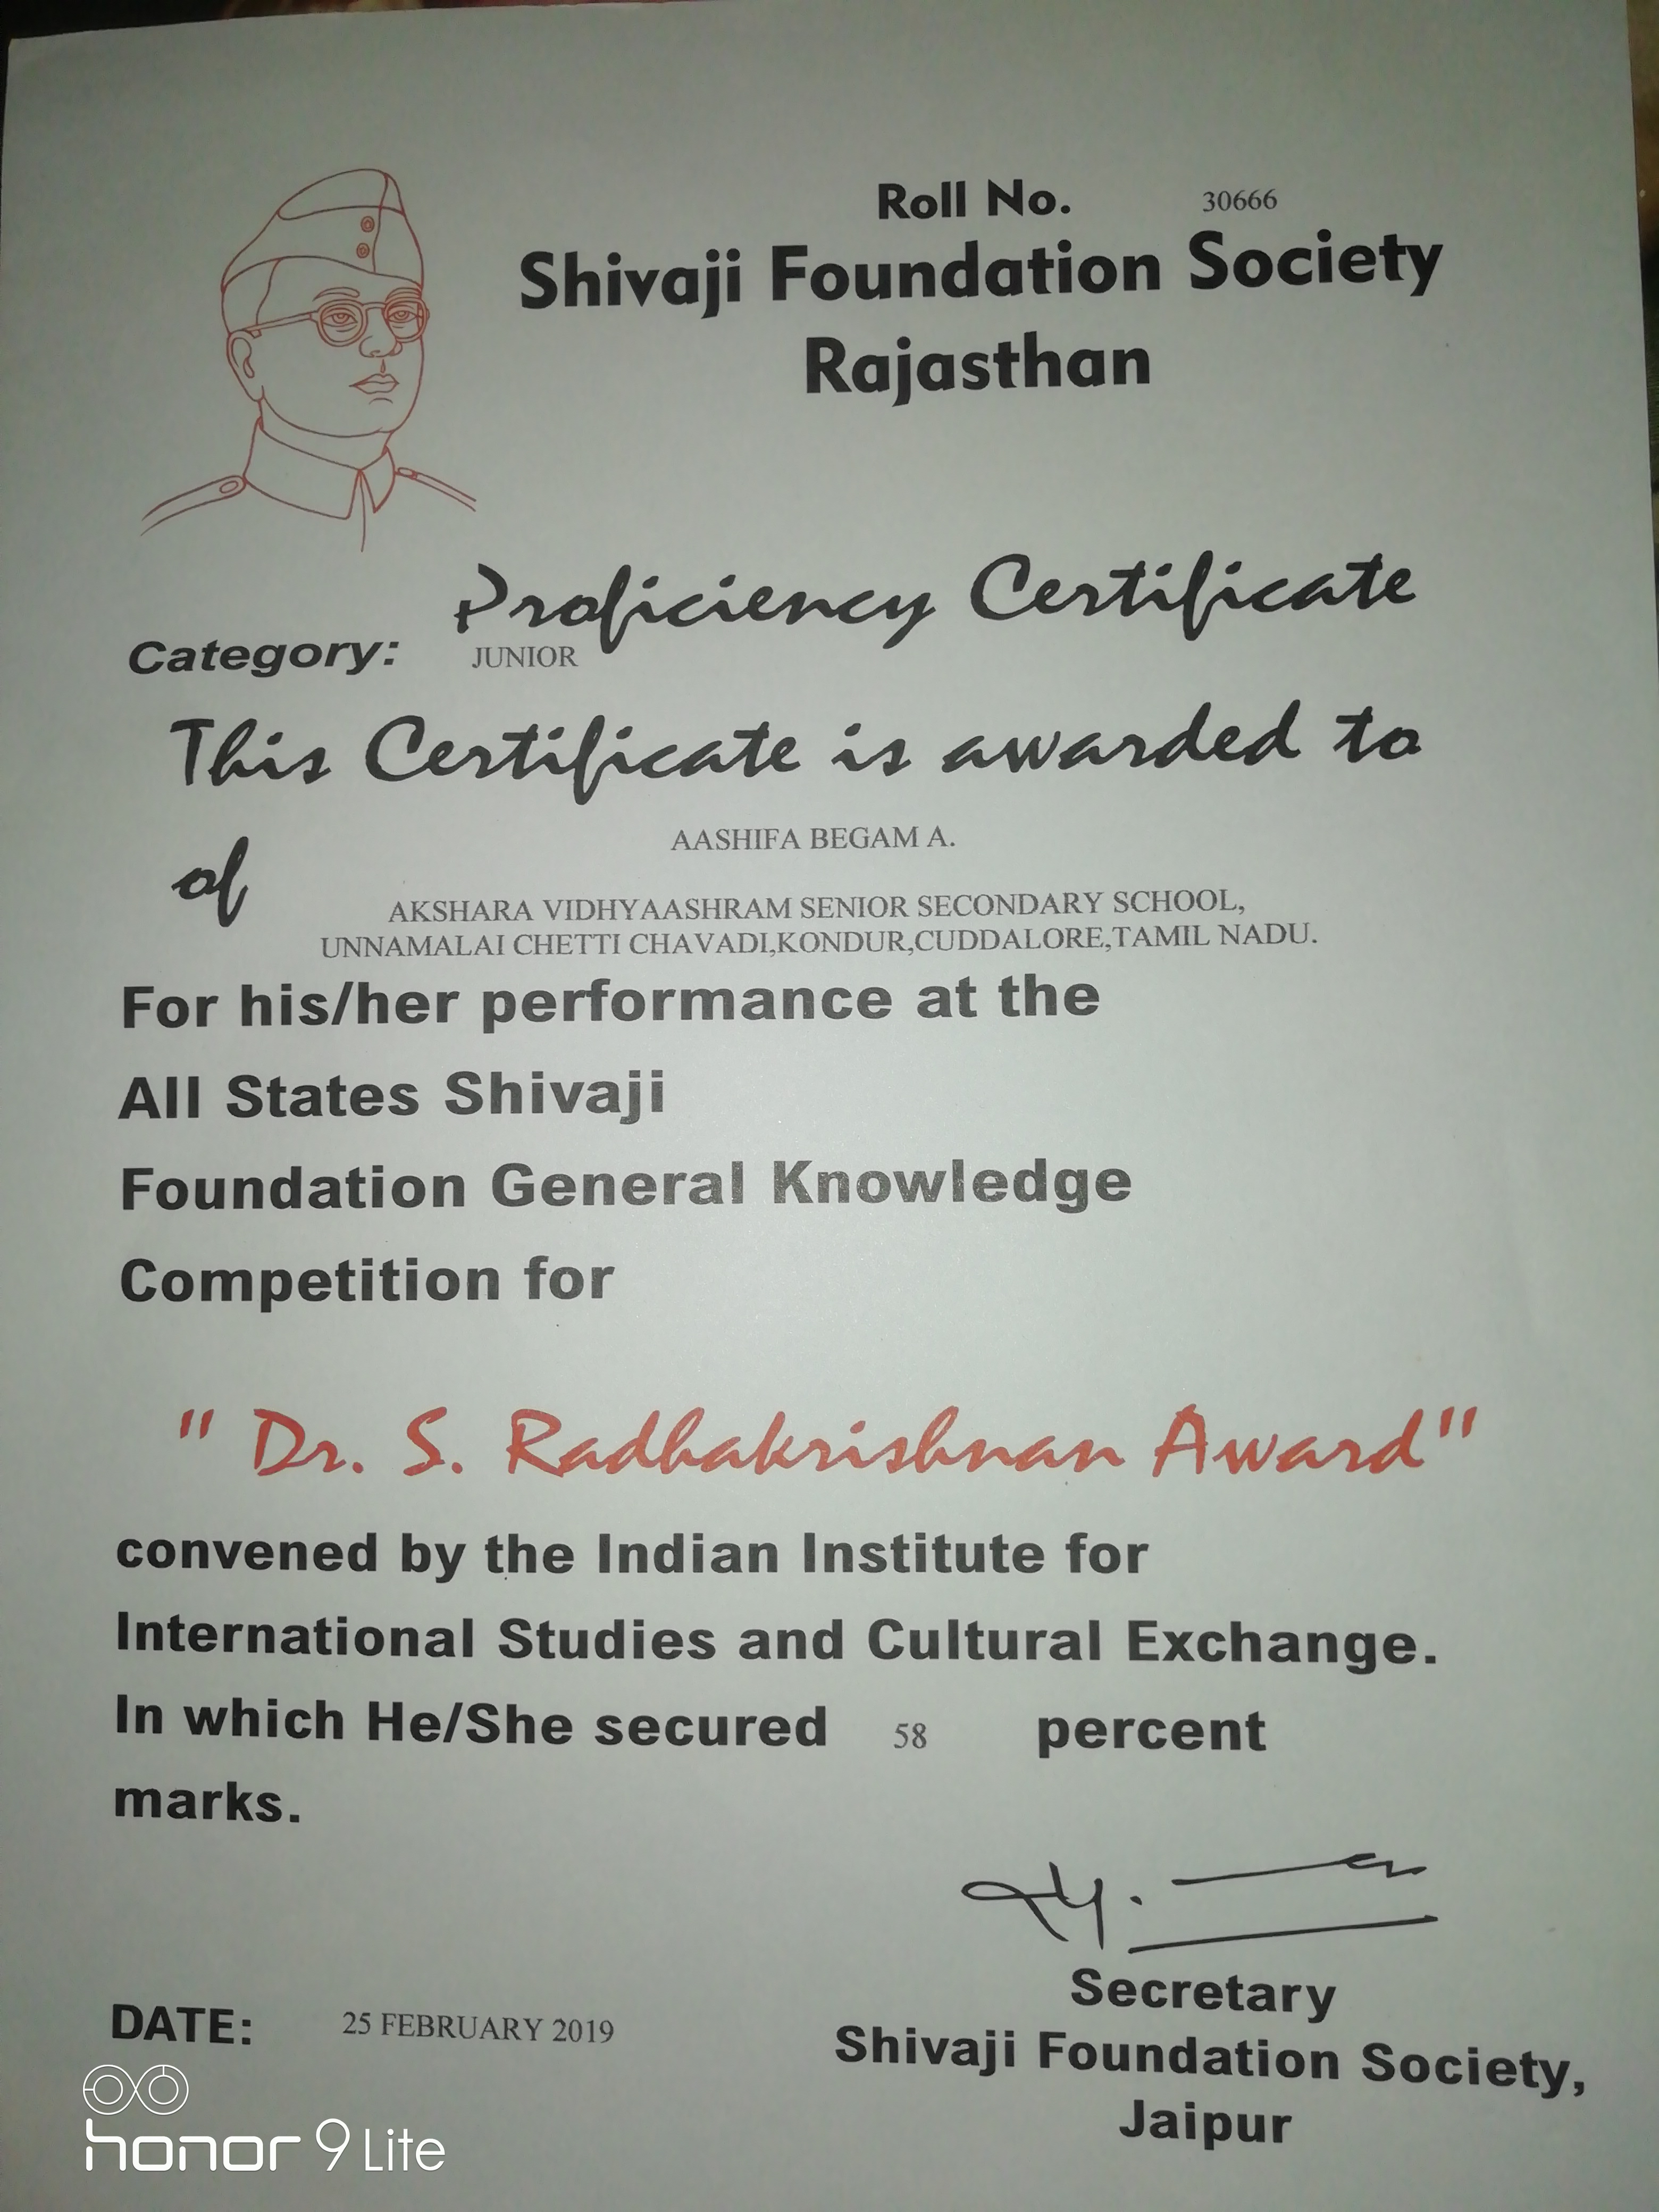 Roll No. 30666
Shivaji Foundation Society
Rajasthan
Proficiency Certificate
Category: JUNIOR
This Certificate is awarded to
AASHIFA BEGAM A.
of
AKSHARA VIDHYAASHRAM SENIOR SECONDARY SCHOOL,
UNNAMALAI CHETTI CHAVADI,KONDUR,CUDDALORE,TAMIL NADU.
For his/her performance at the
All States Shivaji
Foundation General Knowledge
Competition for
" Dr. S. Radhakrishnan Award"
convened by the Indian Institute for
International Studies and Cultural Exchange.
In which He/She secured 58 percent
marks.
Secretary
Shivaji Foundation Society,
Jaipur
DATE: 25 FEBRUARY 2019
honor 9 Lite